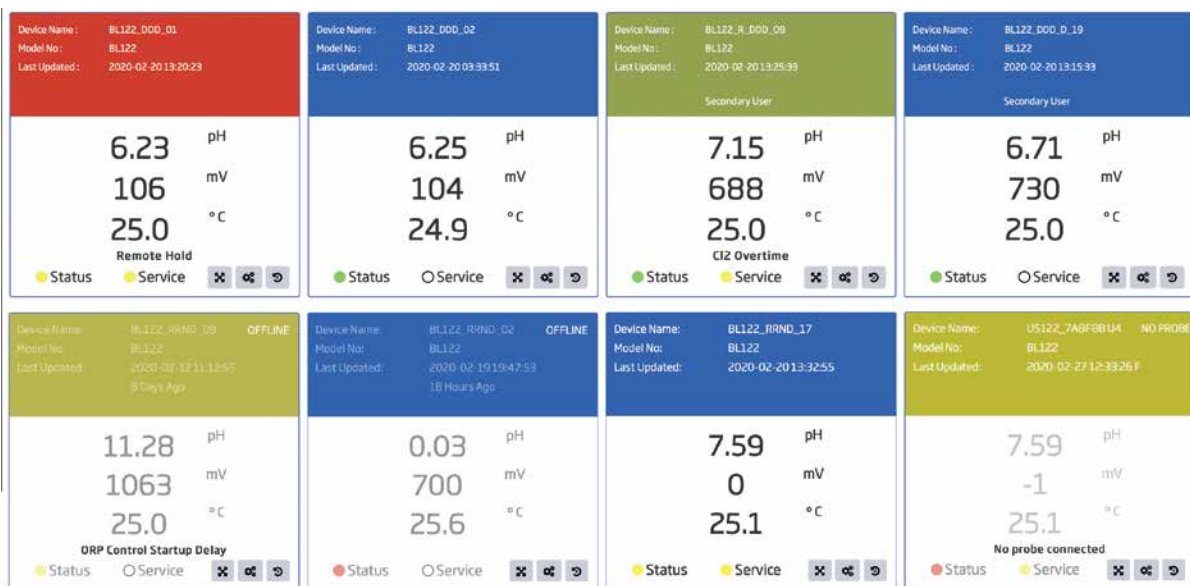 Device Name : BL122_DDD_01
Model No : BL122
Last Updated : 2020-02-20 13:20:23
6.23 pH
106 mV
25.0 °C
Remote Hold
Status Service
Device Name : BL122_DDD_02
Model No : BL122
Last Updated : 2020-02-20 03:33:51
6.25 pH
104 mV
24.9 °C
Status Service
Device Name : BL122_R_DDD_09
Model No : BL122
Last Updated : 2020-02-20 13:25:33
Secondary User
7.15 pH
688 mV
25.0 °C
Cl2 Overtime
Status Service
Device Name : BL122_DDD_D_19
Model No : BL122
Last Updated : 2020-02-20 13:15:33
Secondary User
6.71 pH
730 mV
25.0 °C
Status Service
Device Name: BL122_RRND_09 OFFLINE
Model No: BL122
Last Updated: 2020-02-12 11:12:55
8 Days Ago
11.28 pH
1063 mV
25.0 °C
ORP Control Startup Delay
Status Service
Device Name: BL122_RRND_02 OFFLINE
Model No: BL122
Last Updated: 2020-02-19 19:47:53
18 Hours Ago
0.03 pH
700 mV
25.6 °C
Status Service
Device Name: BL122_RRND_17
Model No: BL122
Last Updated: 2020-02-20 13:32:55
7.59 pH
0 mV
25.1 °C
Status Service
Device Name: NO PROBE
Model No: BL122
Last Updated: 2020-02-27 12:33:26
7.59 pH
-1 mV
25.1 °C
No probe connected
Status Service